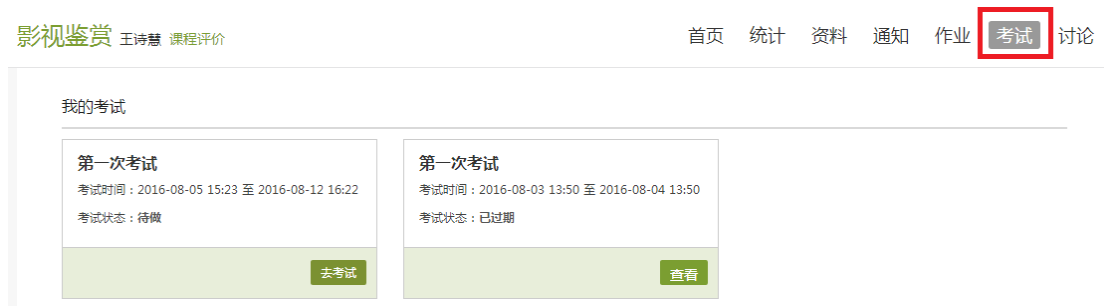 影视鉴赏 王诗慧 课程评价 首页 统计 资料 通知 作业 考试 讨论
我的考试
第一次考试
考试时间：2016-08-05 15:23 至 2016-08-12 16:22
考试状态：待做
去考试
第一次考试
考试时间：2016-08-03 13:50 至 2016-08-04 13:50
考试状态：已过期
查看